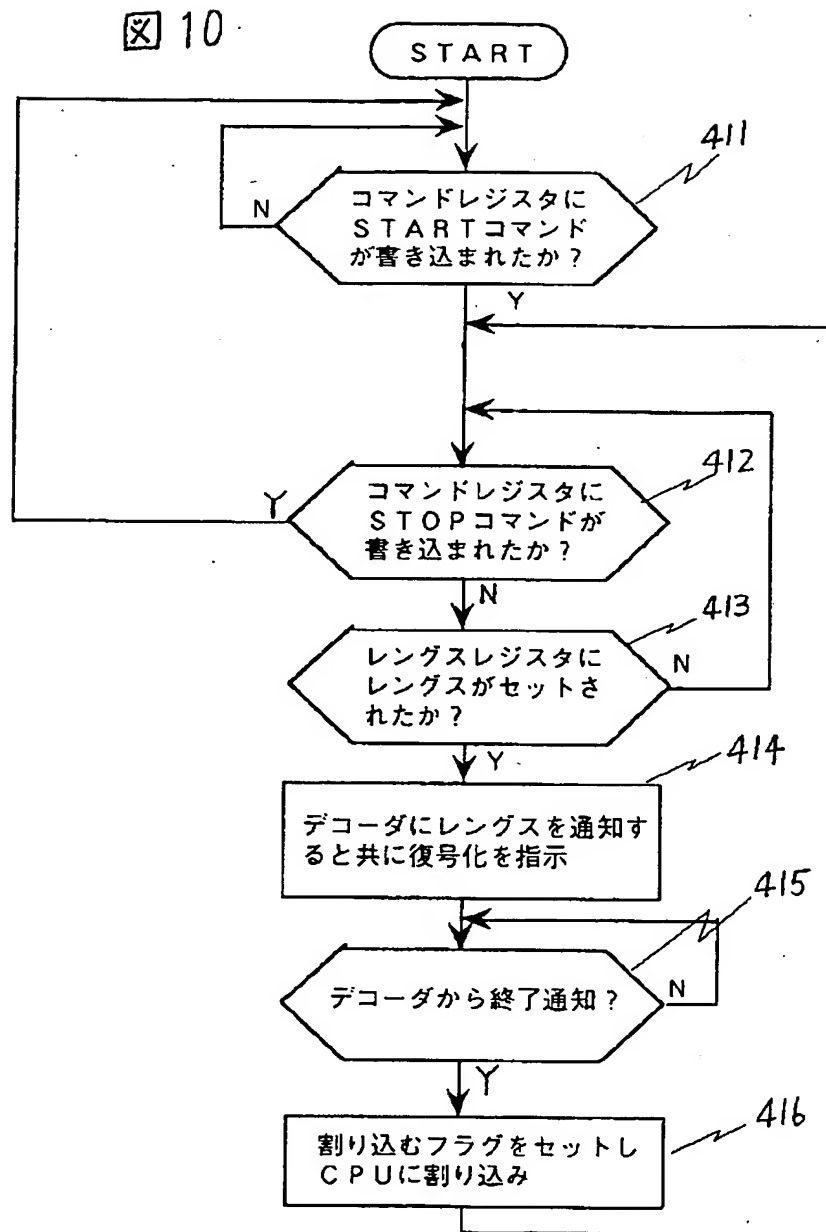 図 10
START
411
コマンドレジスタに
STARTコマンド
が書き込まれたか?
N
Y
412
コマンドレジスタに
STOPコマンドが
書き込まれたか?
Y
N
413
レングスレジスタに
レングスがセットさ
れたか?
N
Y
414
デコーダにレングスを通知す
ると共に復号化を指示
415
デコーダから終了通知?
N
Y
416
割り込むフラグをセットし
CPUに割り込み